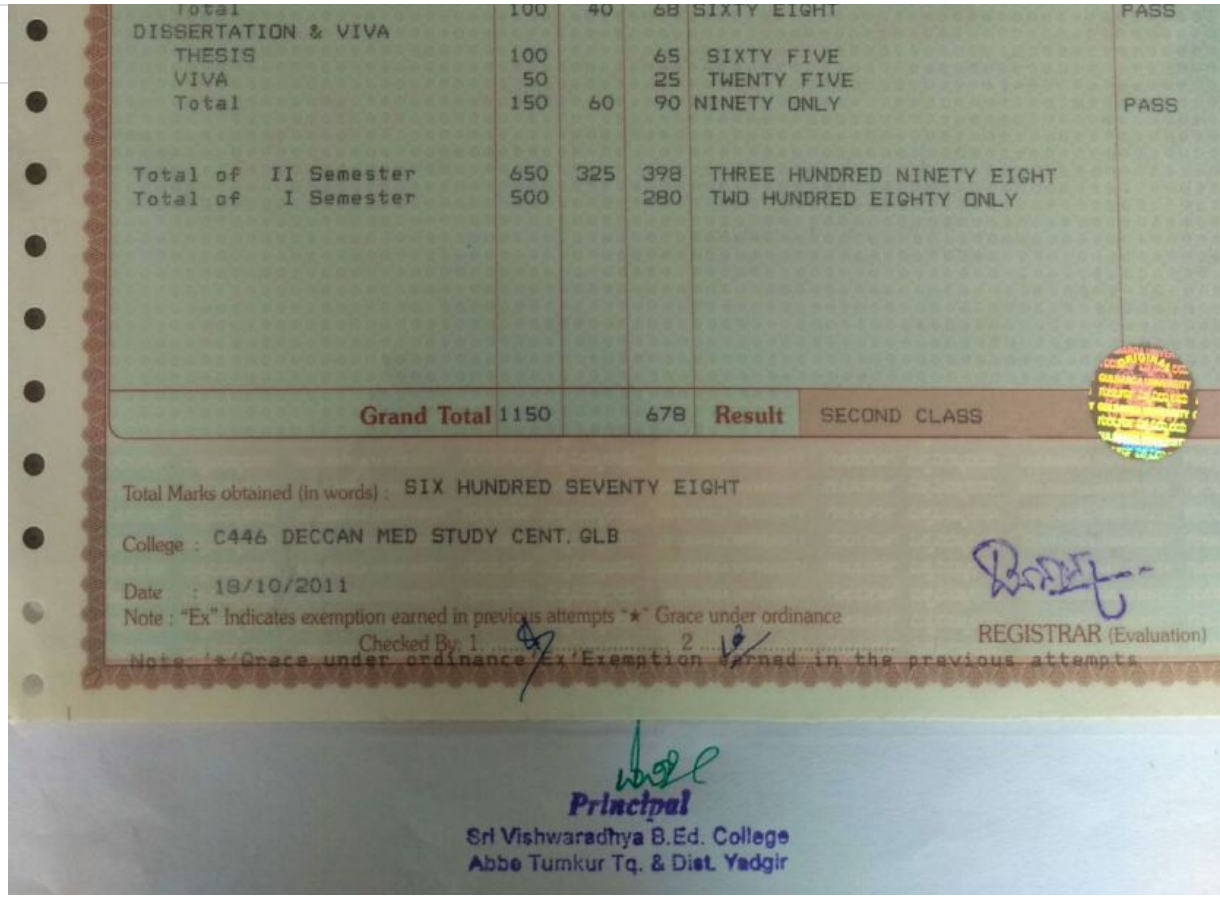 Total 100 40 68 SIXTY EIGHT PASS
DISSERTATION & VIVA
THESIS 100 65 SIXTY FIVE
VIVA 50 25 TWENTY FIVE
Total 150 60 90 NINETY ONLY PASS
Total of II Semester 650 325 398 THREE HUNDRED NINETY EIGHT
Total of I Semester 500 280 TWO HUNDRED EIGHTY ONLY
Grand Total 1150 678 Result SECOND CLASS
ORIGINAL
GULBARGA UNIVERSITY
Total Marks obtained (in words) : SIX HUNDRED SEVENTY EIGHT
College : C446 DECCAN MED STUDY CENT. GLB
Date : 18/10/2011
Note : "Ex" Indicates exemption earned in previous attempts "★" Grace under ordinance
Checked By: 1. .......... 2 ..........
REGISTRAR (Evaluation)
Note '*'Grace under ordinance Ex'Exemption earned in the previous attempts
Principal
Sri Vishwaradhya B.Ed. College
Abbe Tumkur Tq. & Dist. Yadgir